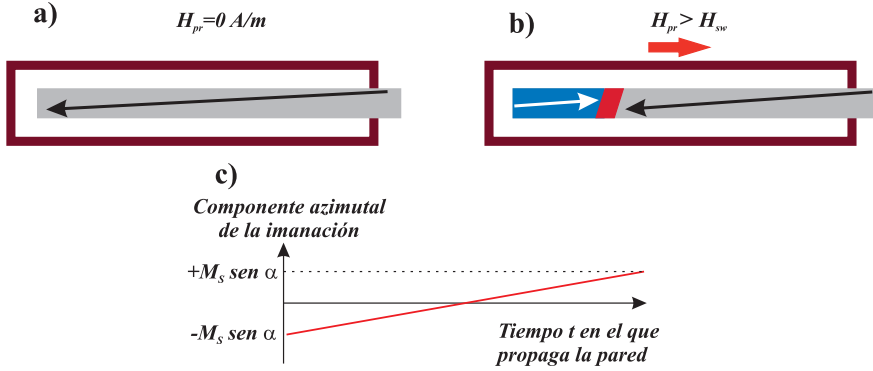 a)
H_pr=0 A/m
b)
H_pr> H_sw
c)
Componente azimutal
de la imanación
+M_S sen α
-M_S sen α
Tiempo t en el que
propaga la pared